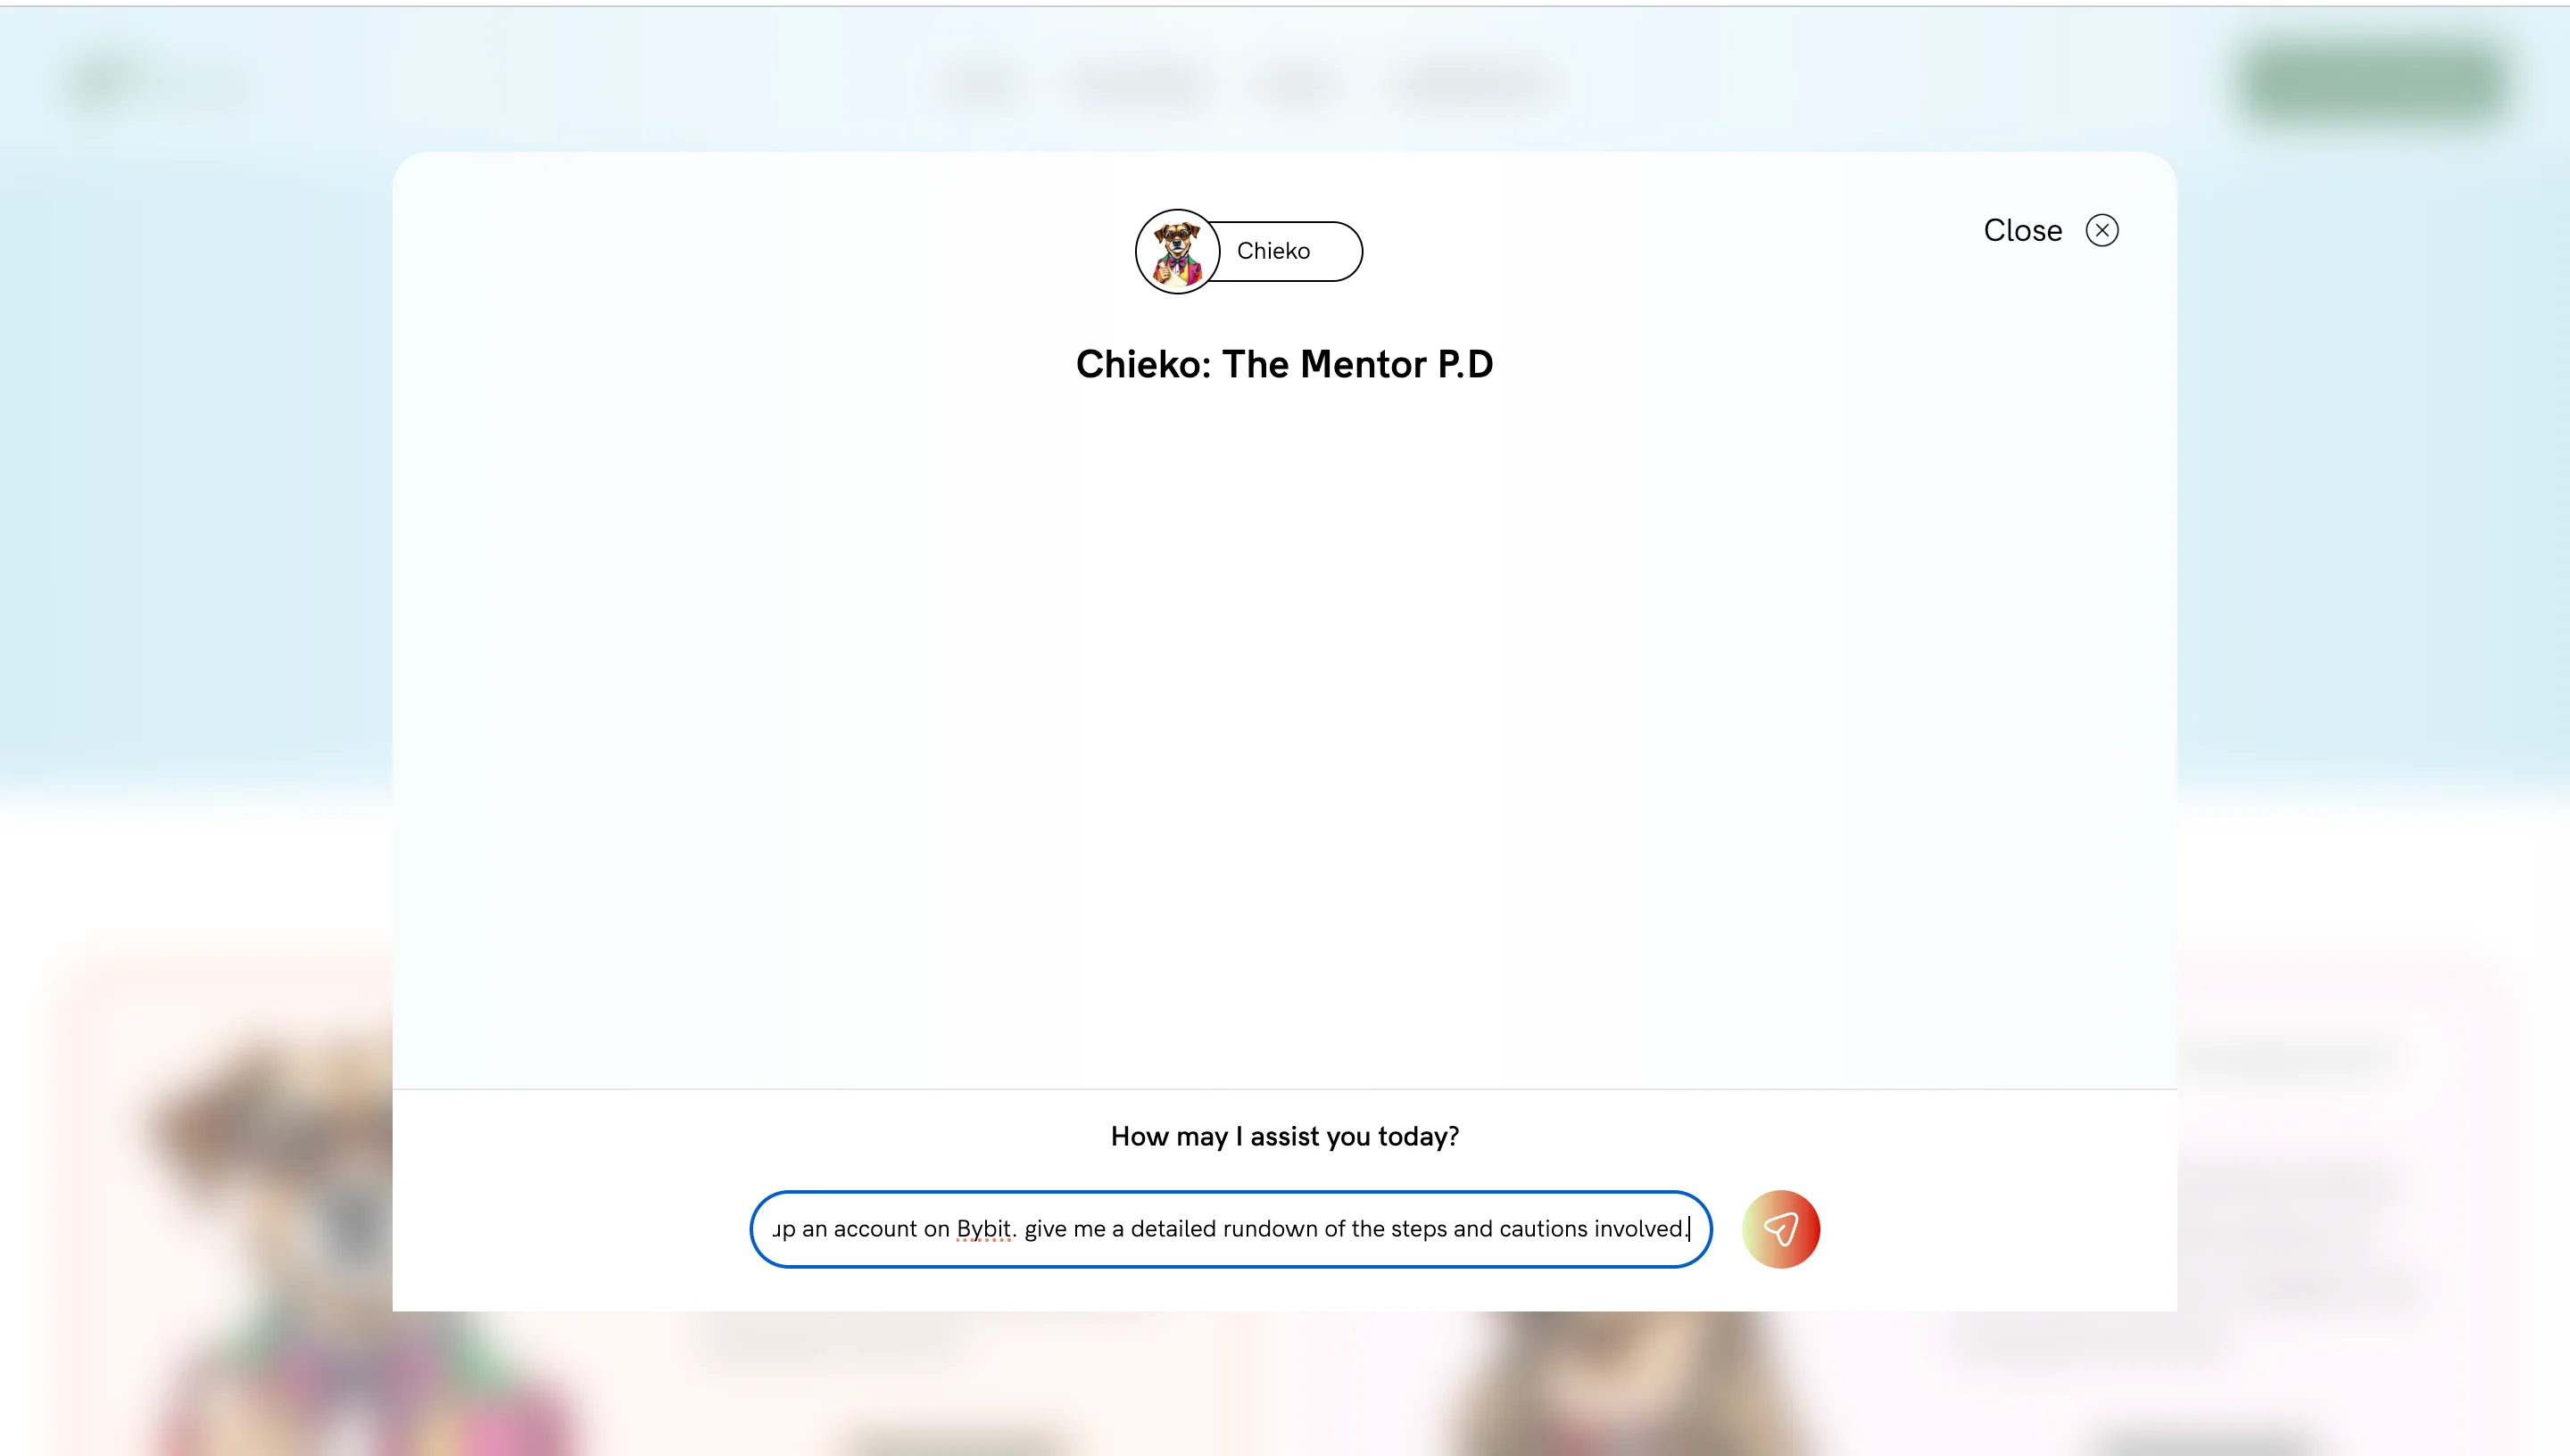 Chieko
Close
Chieko: The Mentor P.D
How may I assist you today?
up an account on Bybit. give me a detailed rundown of the steps and cautions involved.